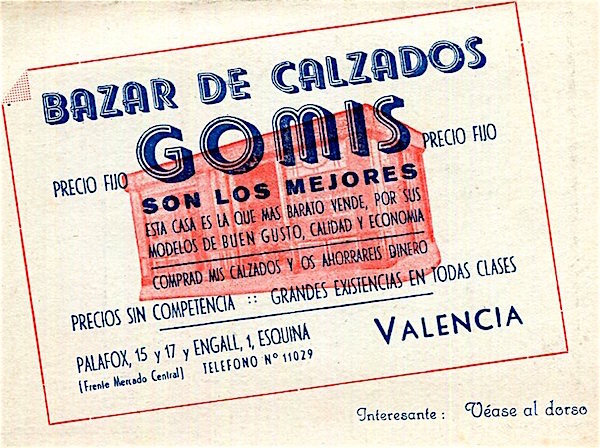 BAZAR DE CALZADOS
GOMIS
PRECIO FIJO
PRECIO FIJO
SON LOS MEJORES
ESTA CASA ES LA QUE MAS BARATO VENDE, POR SUS
MODELOS DE BUEN GUSTO, CALIDAD Y ECONOMIA
COMPRAD MIS CALZADOS Y OS AHORRAREIS DINERO
PRECIOS SIN COMPETENCIA :: GRANDES EXISTENCIAS EN TODAS CLASES
PALAFOX, 15 y 17 y ENGALL, 1, ESQUINA
(Frente Mercado Central) TELEFONO Nº 11029
VALENCIA
Interesante: Véase al dorso